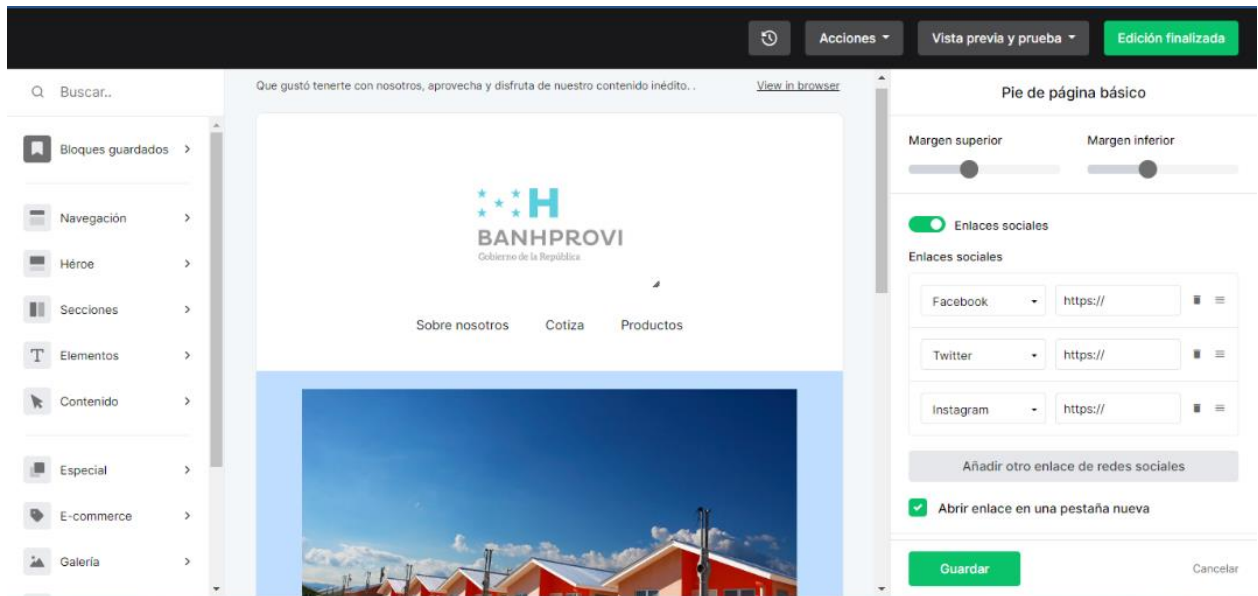 Acciones
Vista previa y prueba
Edición finalizada
Buscar..
Bloques guardados
Navegación
Héroe
Secciones
Elementos
Contenido
Especial
E-commerce
Galería
Que gustó tenerte con nosotros, aprovecha y disfruta de nuestro contenido inédito. .
View in browser
H
BANHPROVI
Gobierno de la República
Sobre nosotros Cotiza Productos
Pie de página básico
Margen superior Margen inferior
Enlaces sociales
Enlaces sociales
Facebook https://
Twitter https://
Instagram https://
Añadir otro enlace de redes sociales
Abrir enlace en una pestaña nueva
Guardar Cancelar